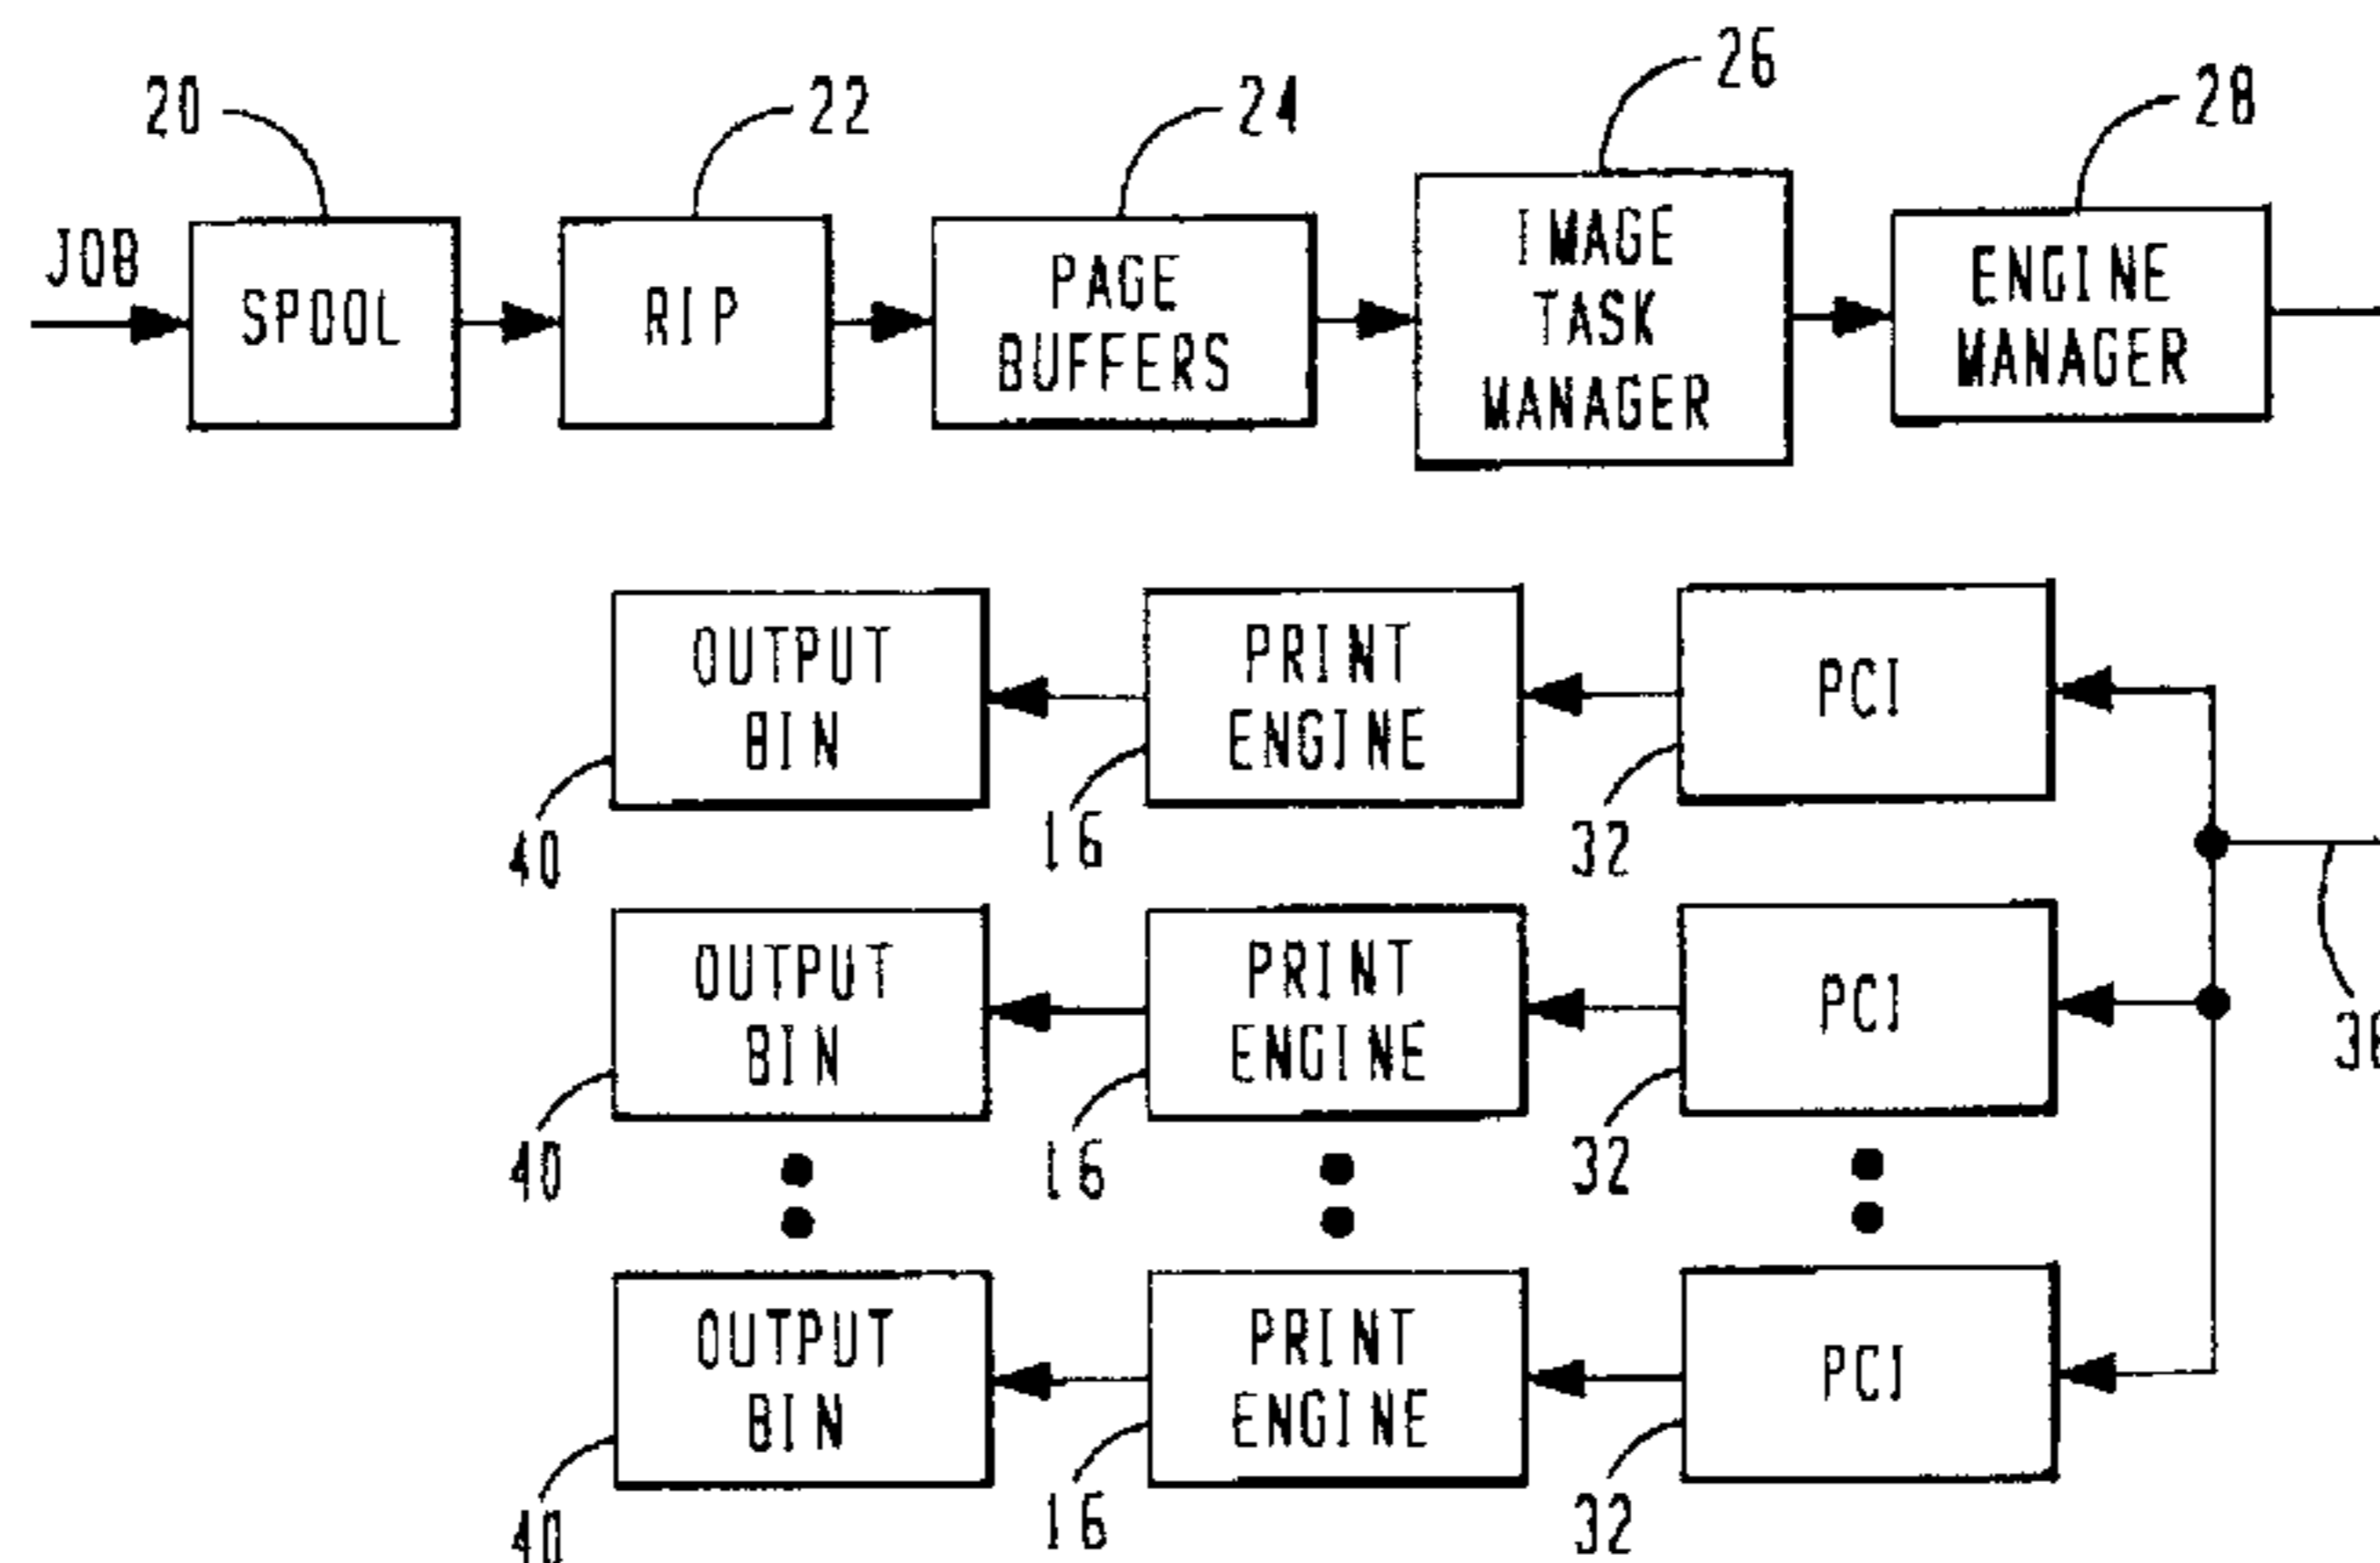 20
22
24
26
28
JOB
SPOOL
RIP
PAGE
BUFFERS
IMAGE
TASK
MANAGER
ENGINE
MANAGER
OUTPUT
BIN
PRINT
ENGINE
PCI
40
16
32
OUTPUT
BIN
PRINT
ENGINE
PCI
40
16
32
OUTPUT
BIN
PRINT
ENGINE
PCI
40
16
32